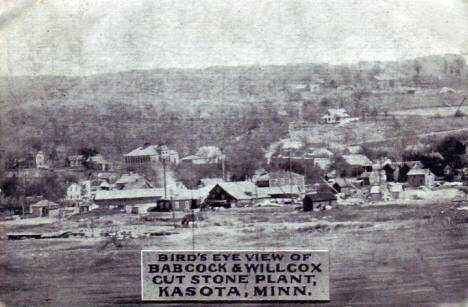 BIRD'S EYE VIEW OF
BABCOCK & WILLCOX
CUT STONE PLANT,
KASOTA, MINN.